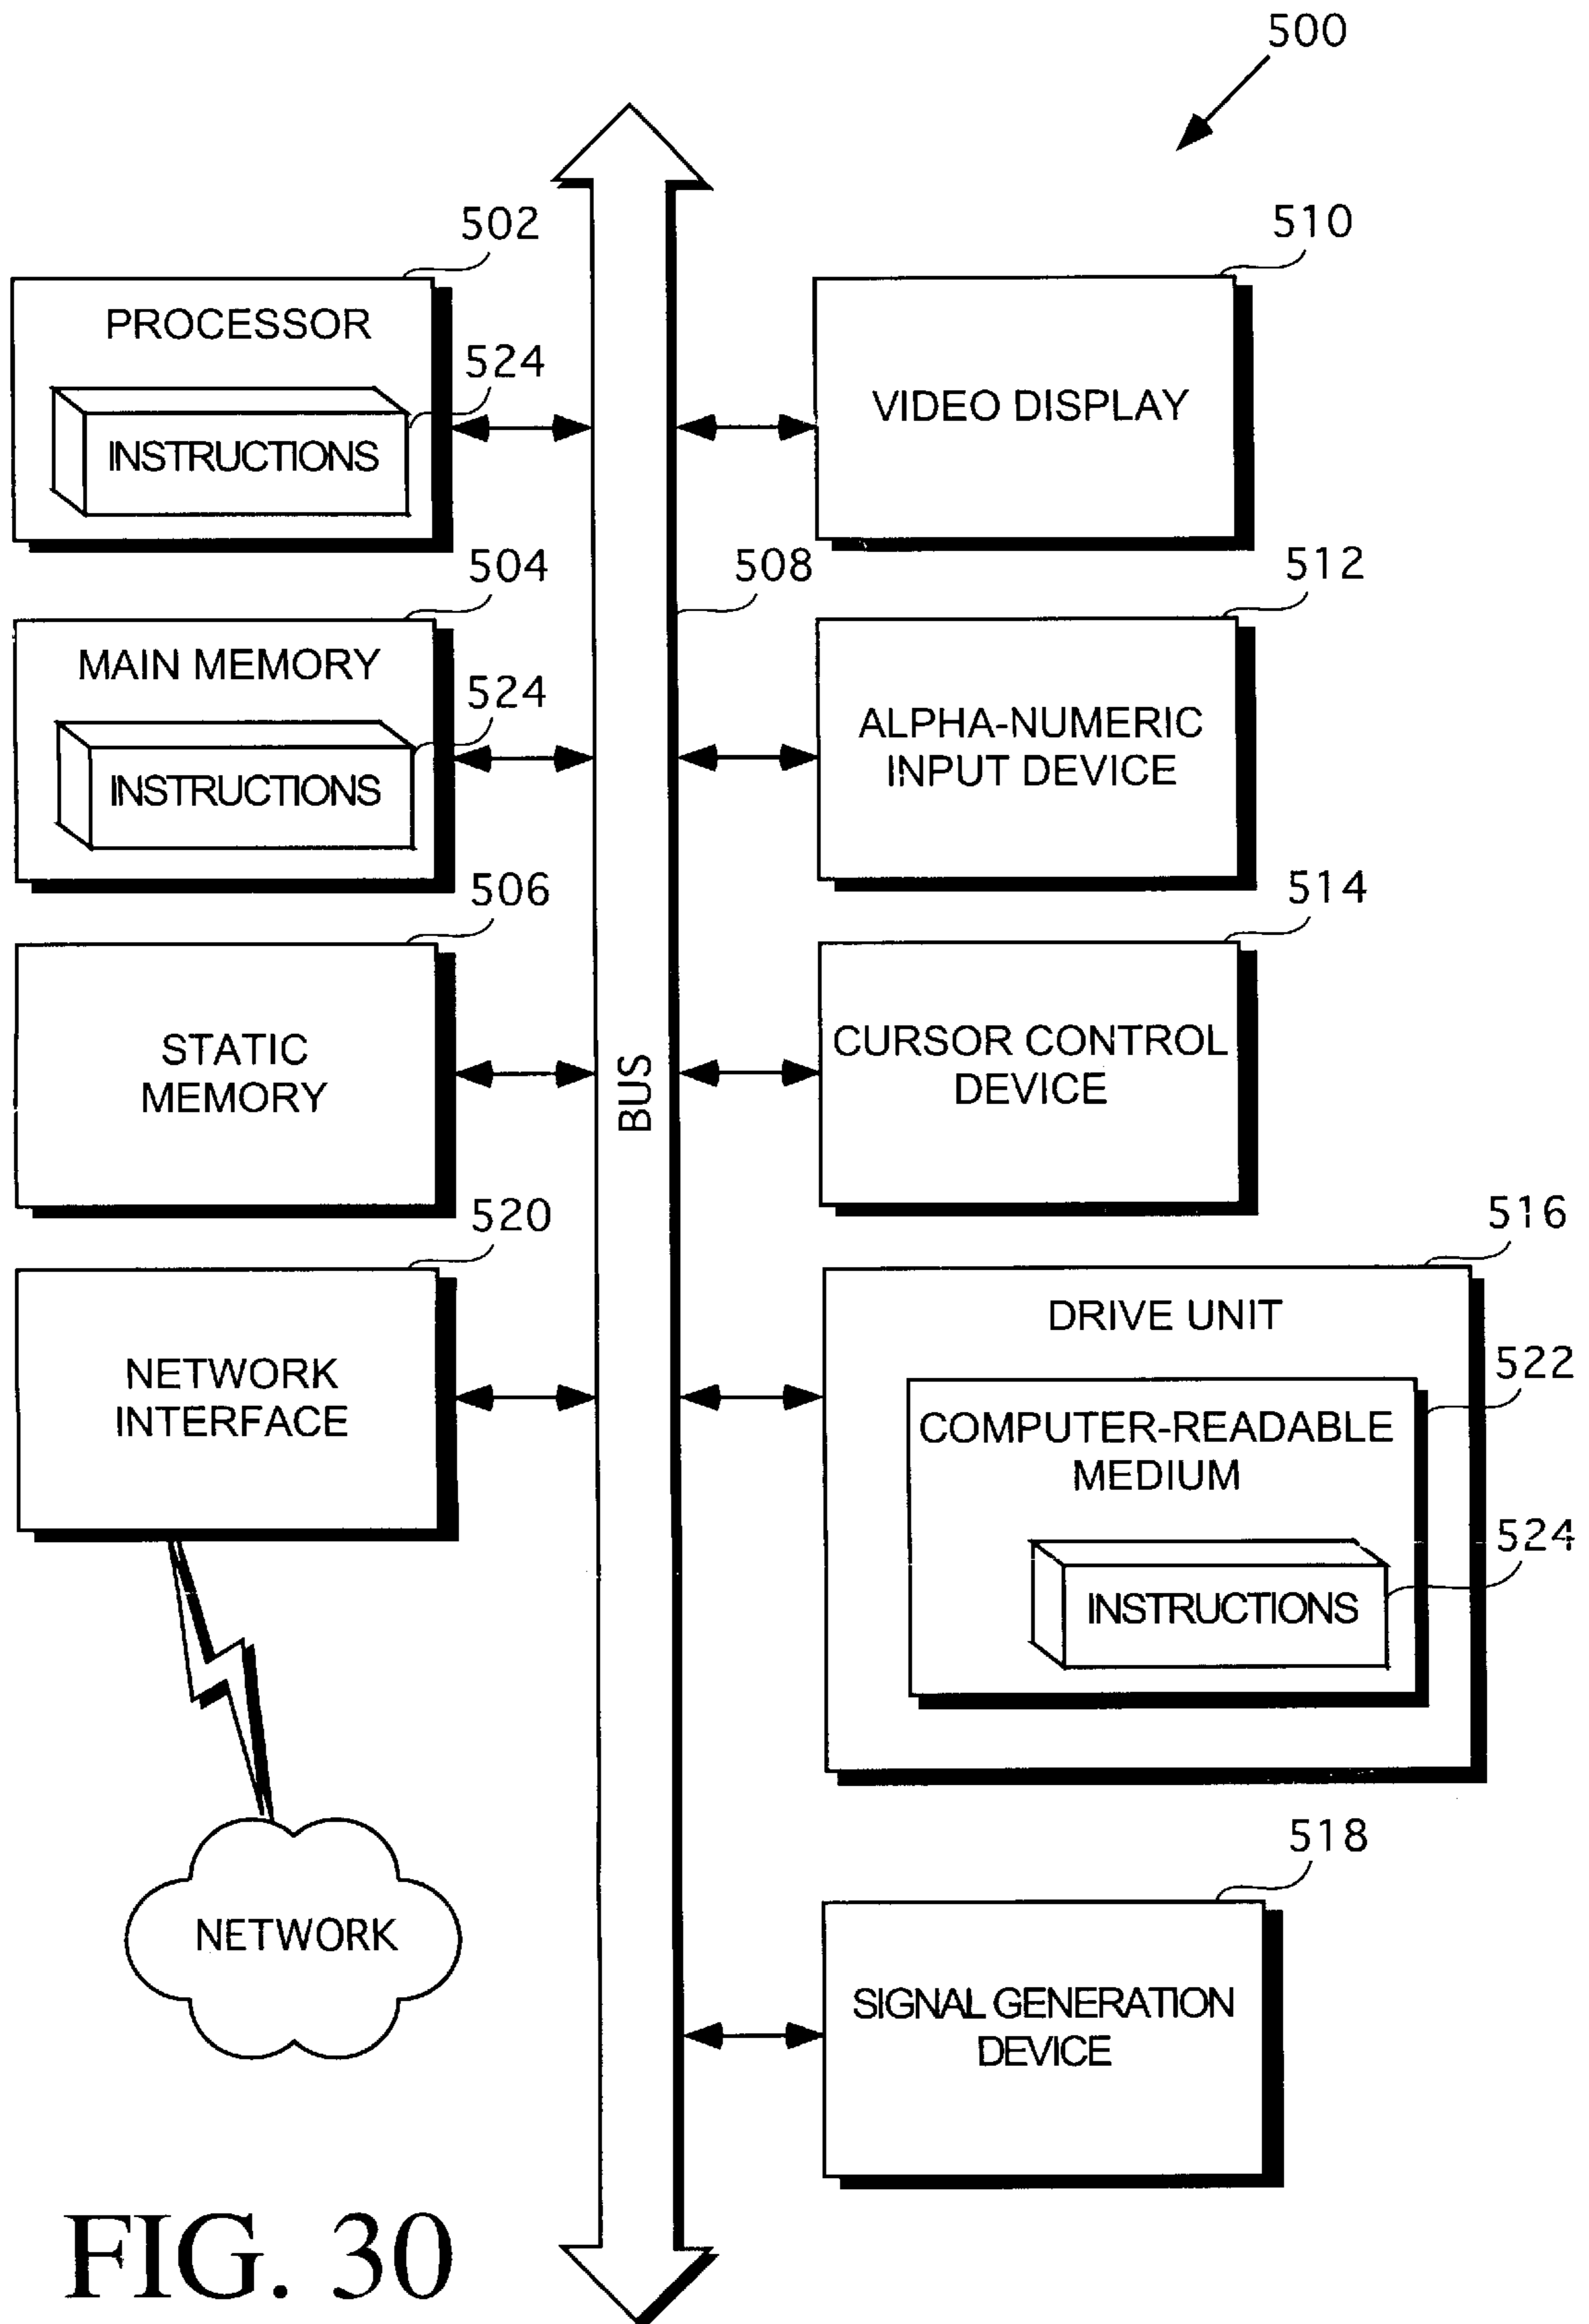 500
502
PROCESSOR
524
INSTRUCTIONS
504
MAIN MEMORY
524
INSTRUCTIONS
506
STATIC
MEMORY
520
NETWORK
INTERFACE
NETWORK
BUS
508
510
VIDEO DISPLAY
512
ALPHA-NUMERIC
INPUT DEVICE
514
CURSOR CONTROL
DEVICE
516
DRIVE UNIT
522
COMPUTER-READABLE
MEDIUM
524
INSTRUCTIONS
518
SIGNAL GENERATION
DEVICE
FIG. 30